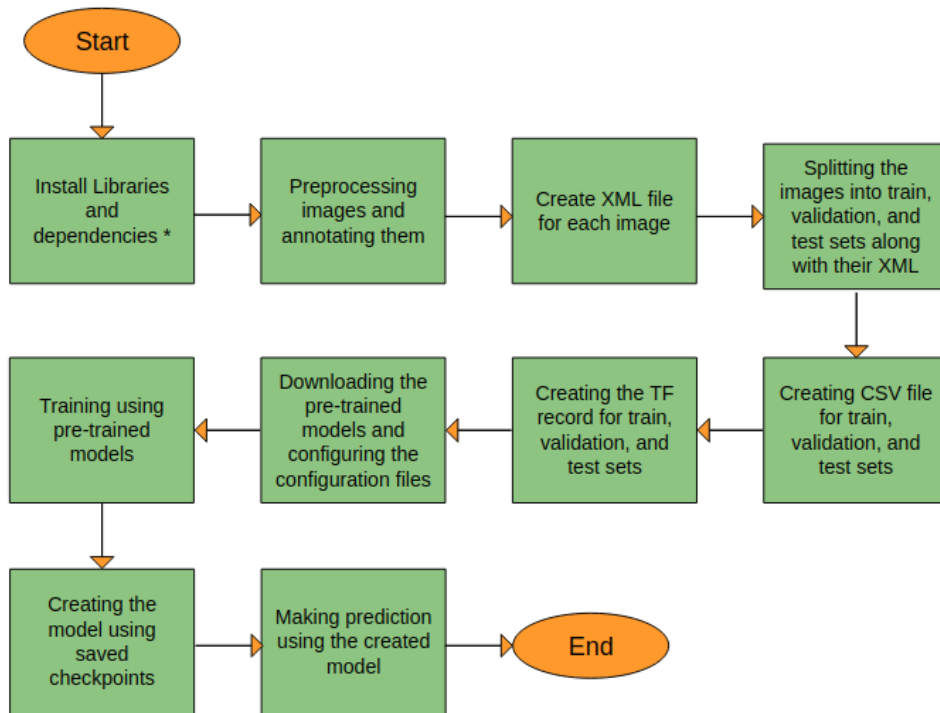 Start
Install Libraries
and
dependencies *
Preprocessing
images and
annotating them
Create XML file
for each image
Splitting the
images into train,
validation, and
test sets along
with their XML
Creating CSV file
for train,
validation, and
test sets
Creating the TF
record for train,
validation, and
test sets
Downloading the
pre-trained
models and
configuring the
configuration files
Training using
pre-trained
models
Creating the
model using
saved
checkpoints
Making prediction
using the created
model
End